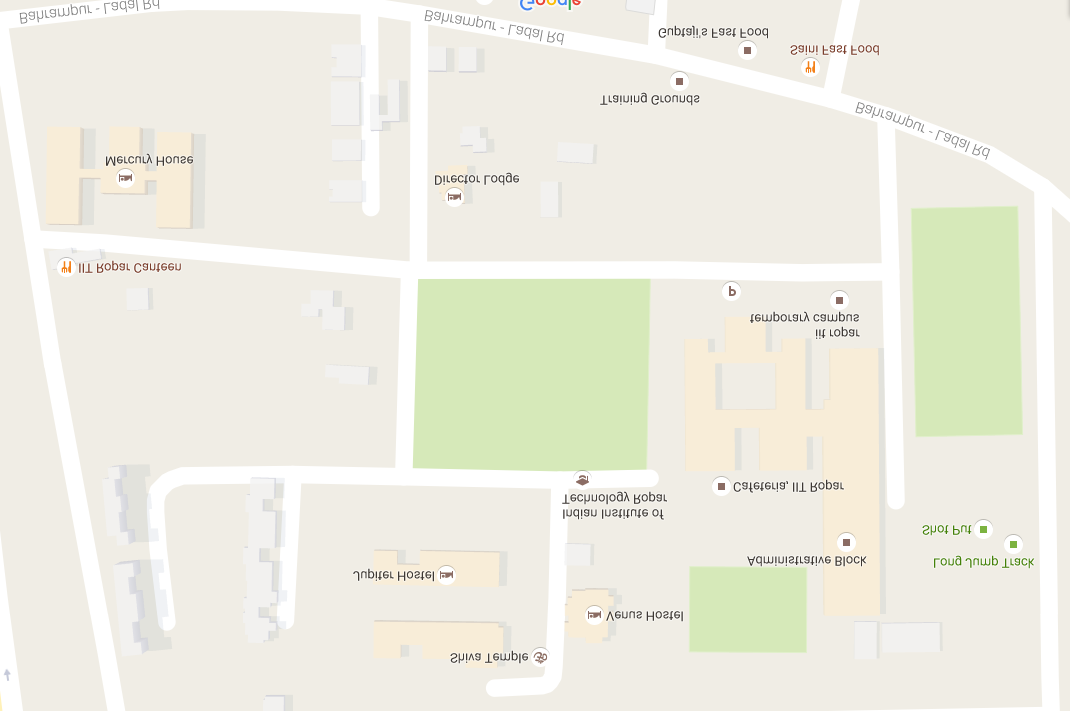 Google
Bahrampur - Ladal Rd
Bahrampur - Ladal Rd
Guptaji's Fast Food
Saini Fast Food
Training Grounds
Bahrampur - Ladal Rd
Mercury House
Director Lodge
IIT Ropar Canteen
P
iit ropar
temporary campus
Cafeteria, IIT Ropar
Indian Institute of
Technology Ropar
Shot Put
Long Jump Track
Administrative Block
Jupiter Hostel
Venus Hostel
Shiva Temple